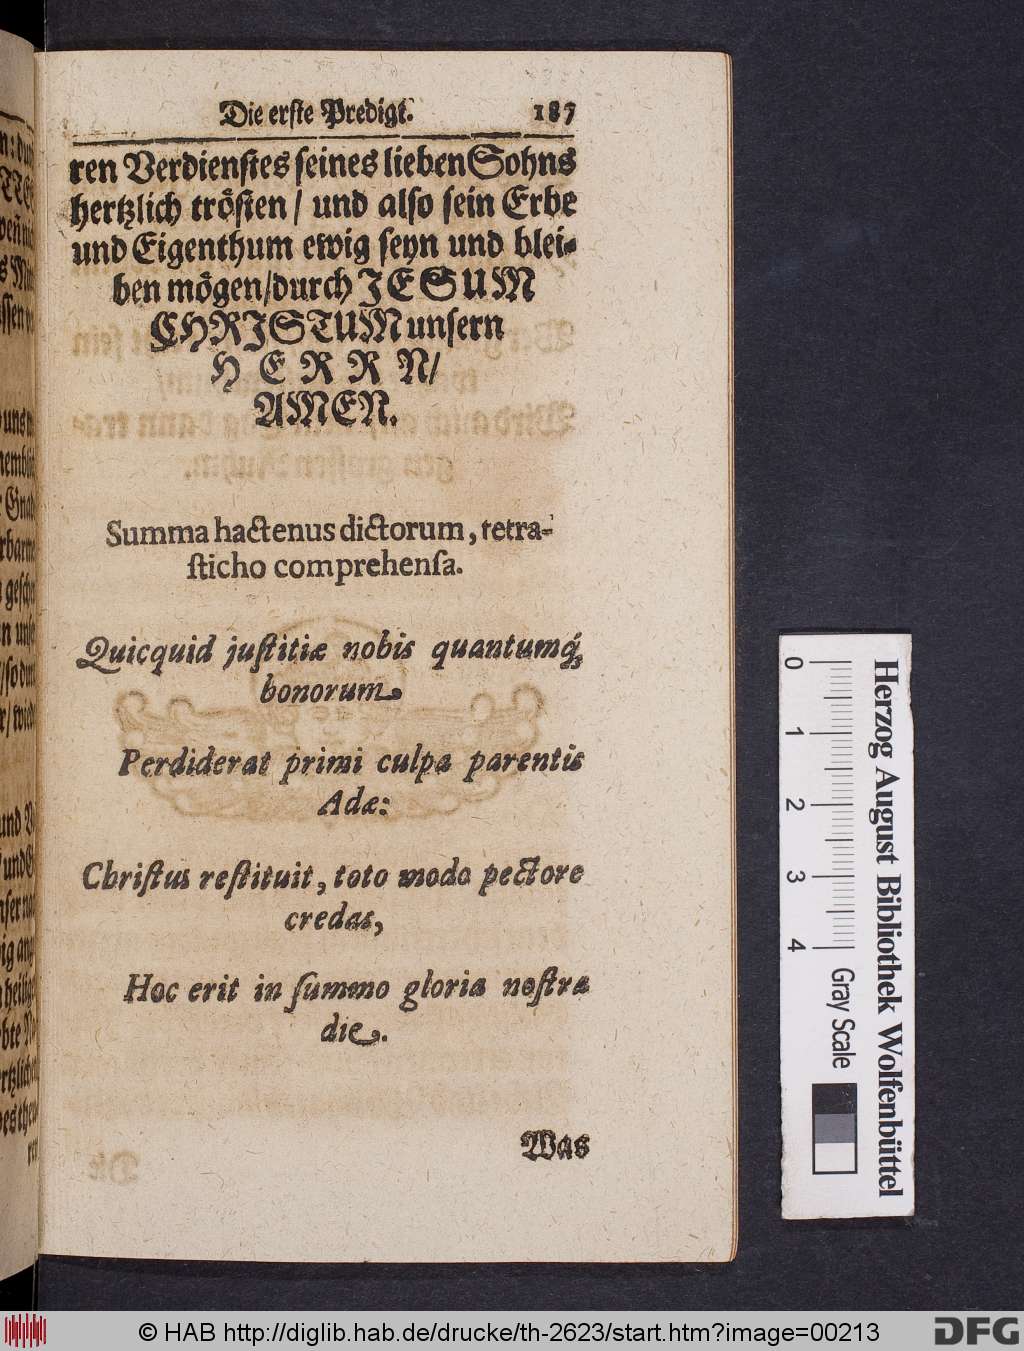 Die erste Predigt. 187
ren Verdienstes seines lieben Sohns
hertzlich trösten / und also sein Erbe
und Eigenthum ewig seyn und blei-
ben mögen/durch JESUM
CHRISTUM unsern
HERRN/
AMEN.
Summa hactenus dictorum, tetra-
sticho comprehensa.
Quicquid justitiæ nobis quantumq́;
bonorum
Perdiderat primi culpa parentis
Adæ:
Christus restituit, toto modo pectore
credas,
Hoc erit in summo gloria nostra
die.
Was
Herzog August Bibliothek Wolfenbüttel
0 1 2 3 4 Gray Scale
© HAB http://diglib.hab.de/drucke/th-2623/start.htm?image=00213
DFG